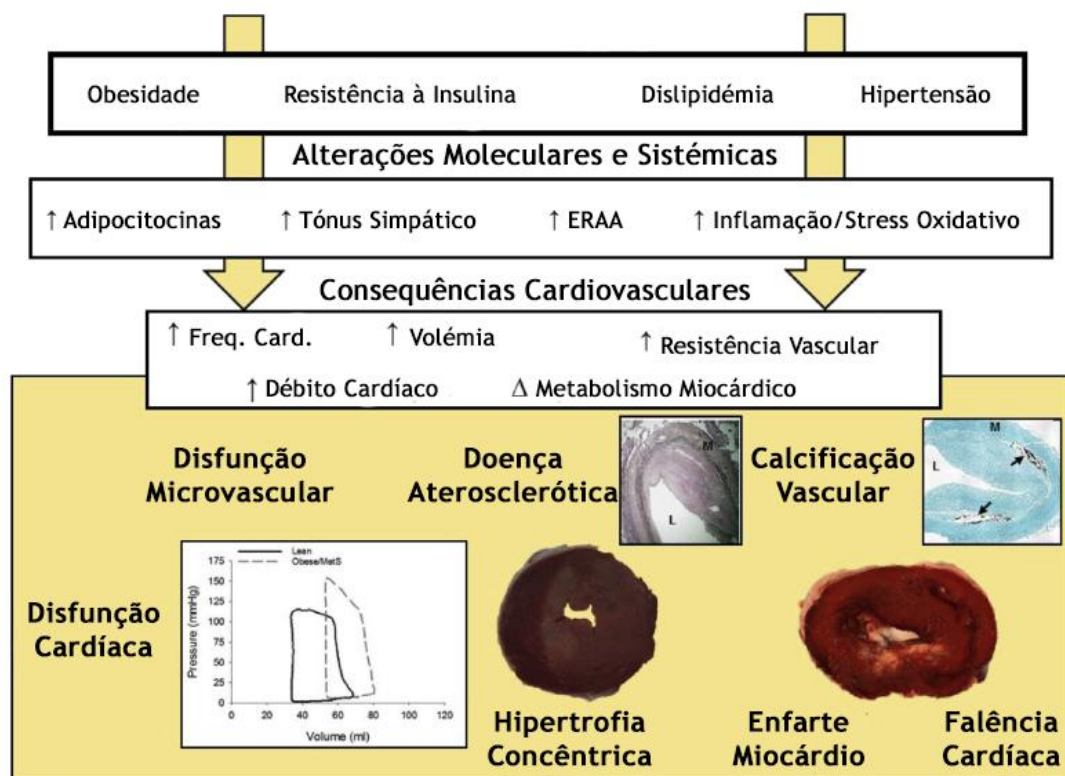 Obesidade Resistência à Insulina Dislipidémia Hipertensão
Alterações Moleculares e Sistémicas
↑ Adipocitocinas ↑ Tónus Simpático ↑ ERAA ↑ Inflamação/Stress Oxidativo
Consequências Cardiovasculares
↑ Freq. Card. ↑ Volémia ↑ Resistência Vascular
↑ Débito Cardíaco Δ Metabolismo Miocárdico
Disfunção
Microvascular
Doença
Aterosclerótica
M
L
Calcificação
Vascular
M
L
Disfunção
Cardíaca
Lean
Obese/MetS
Pressure (mmHg)
175
150
125
100
75
50
25
0
0 20 40 60 80 100 120
Volume (ml)
Hipertrofia
Concêntrica
Enfarte
Miocárdio
Falência
Cardíaca